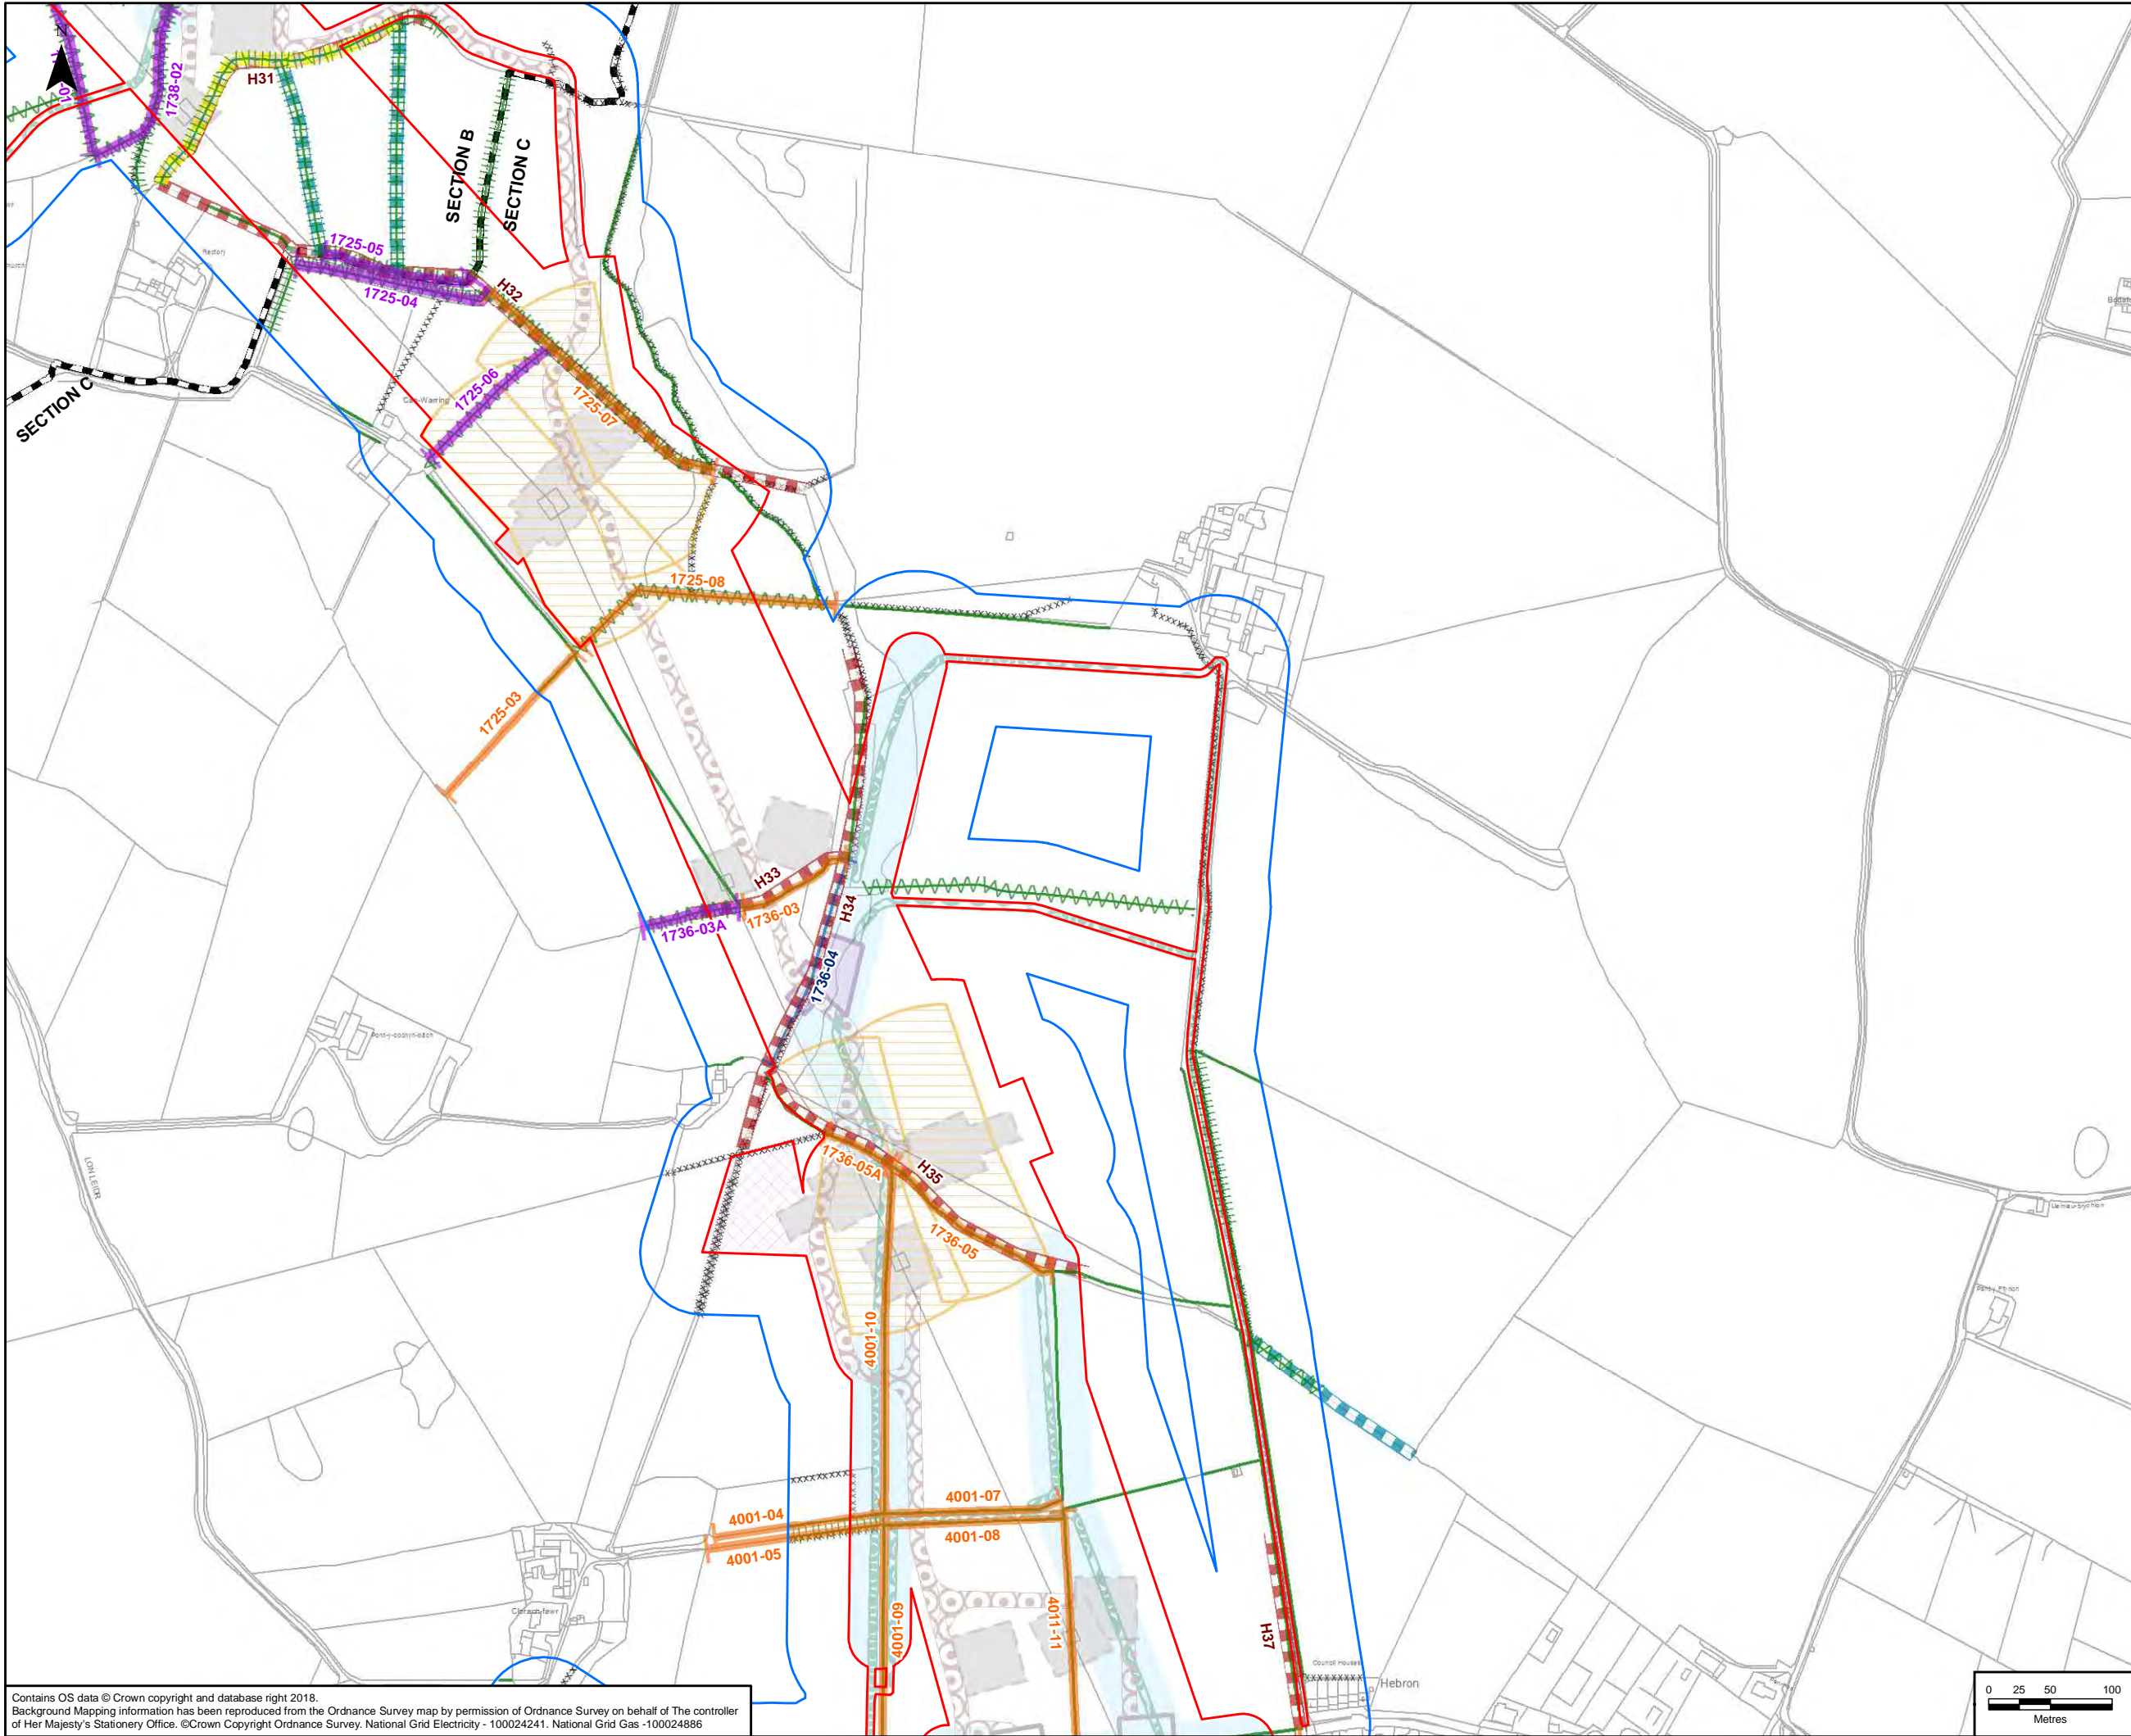 N
1738-02
H31
SECTION B
SECTION C
1725-05
Rectory
1725-04
H32
SECTION C
1725-06
1725-07
1725-08
1725-03
H33
1736-03
1736-03A
H34
1736-04
LON LEIDR
1736-05A
H35
1736-05
4001-10
4001-04
4001-07
4001-05
4001-08
4001-09
4011-11
H37
Council Houses
Hebron
0 25 50 100
Metres
Contains OS data © Crown copyright and database right 2018.
Background Mapping information has been reproduced from the Ordnance Survey map by permission of Ordnance Survey on behalf of The controller
of Her Majesty's Stationery Office. ©Crown Copyright Ordnance Survey. National Grid Electricity - 100024241. National Grid Gas -100024886